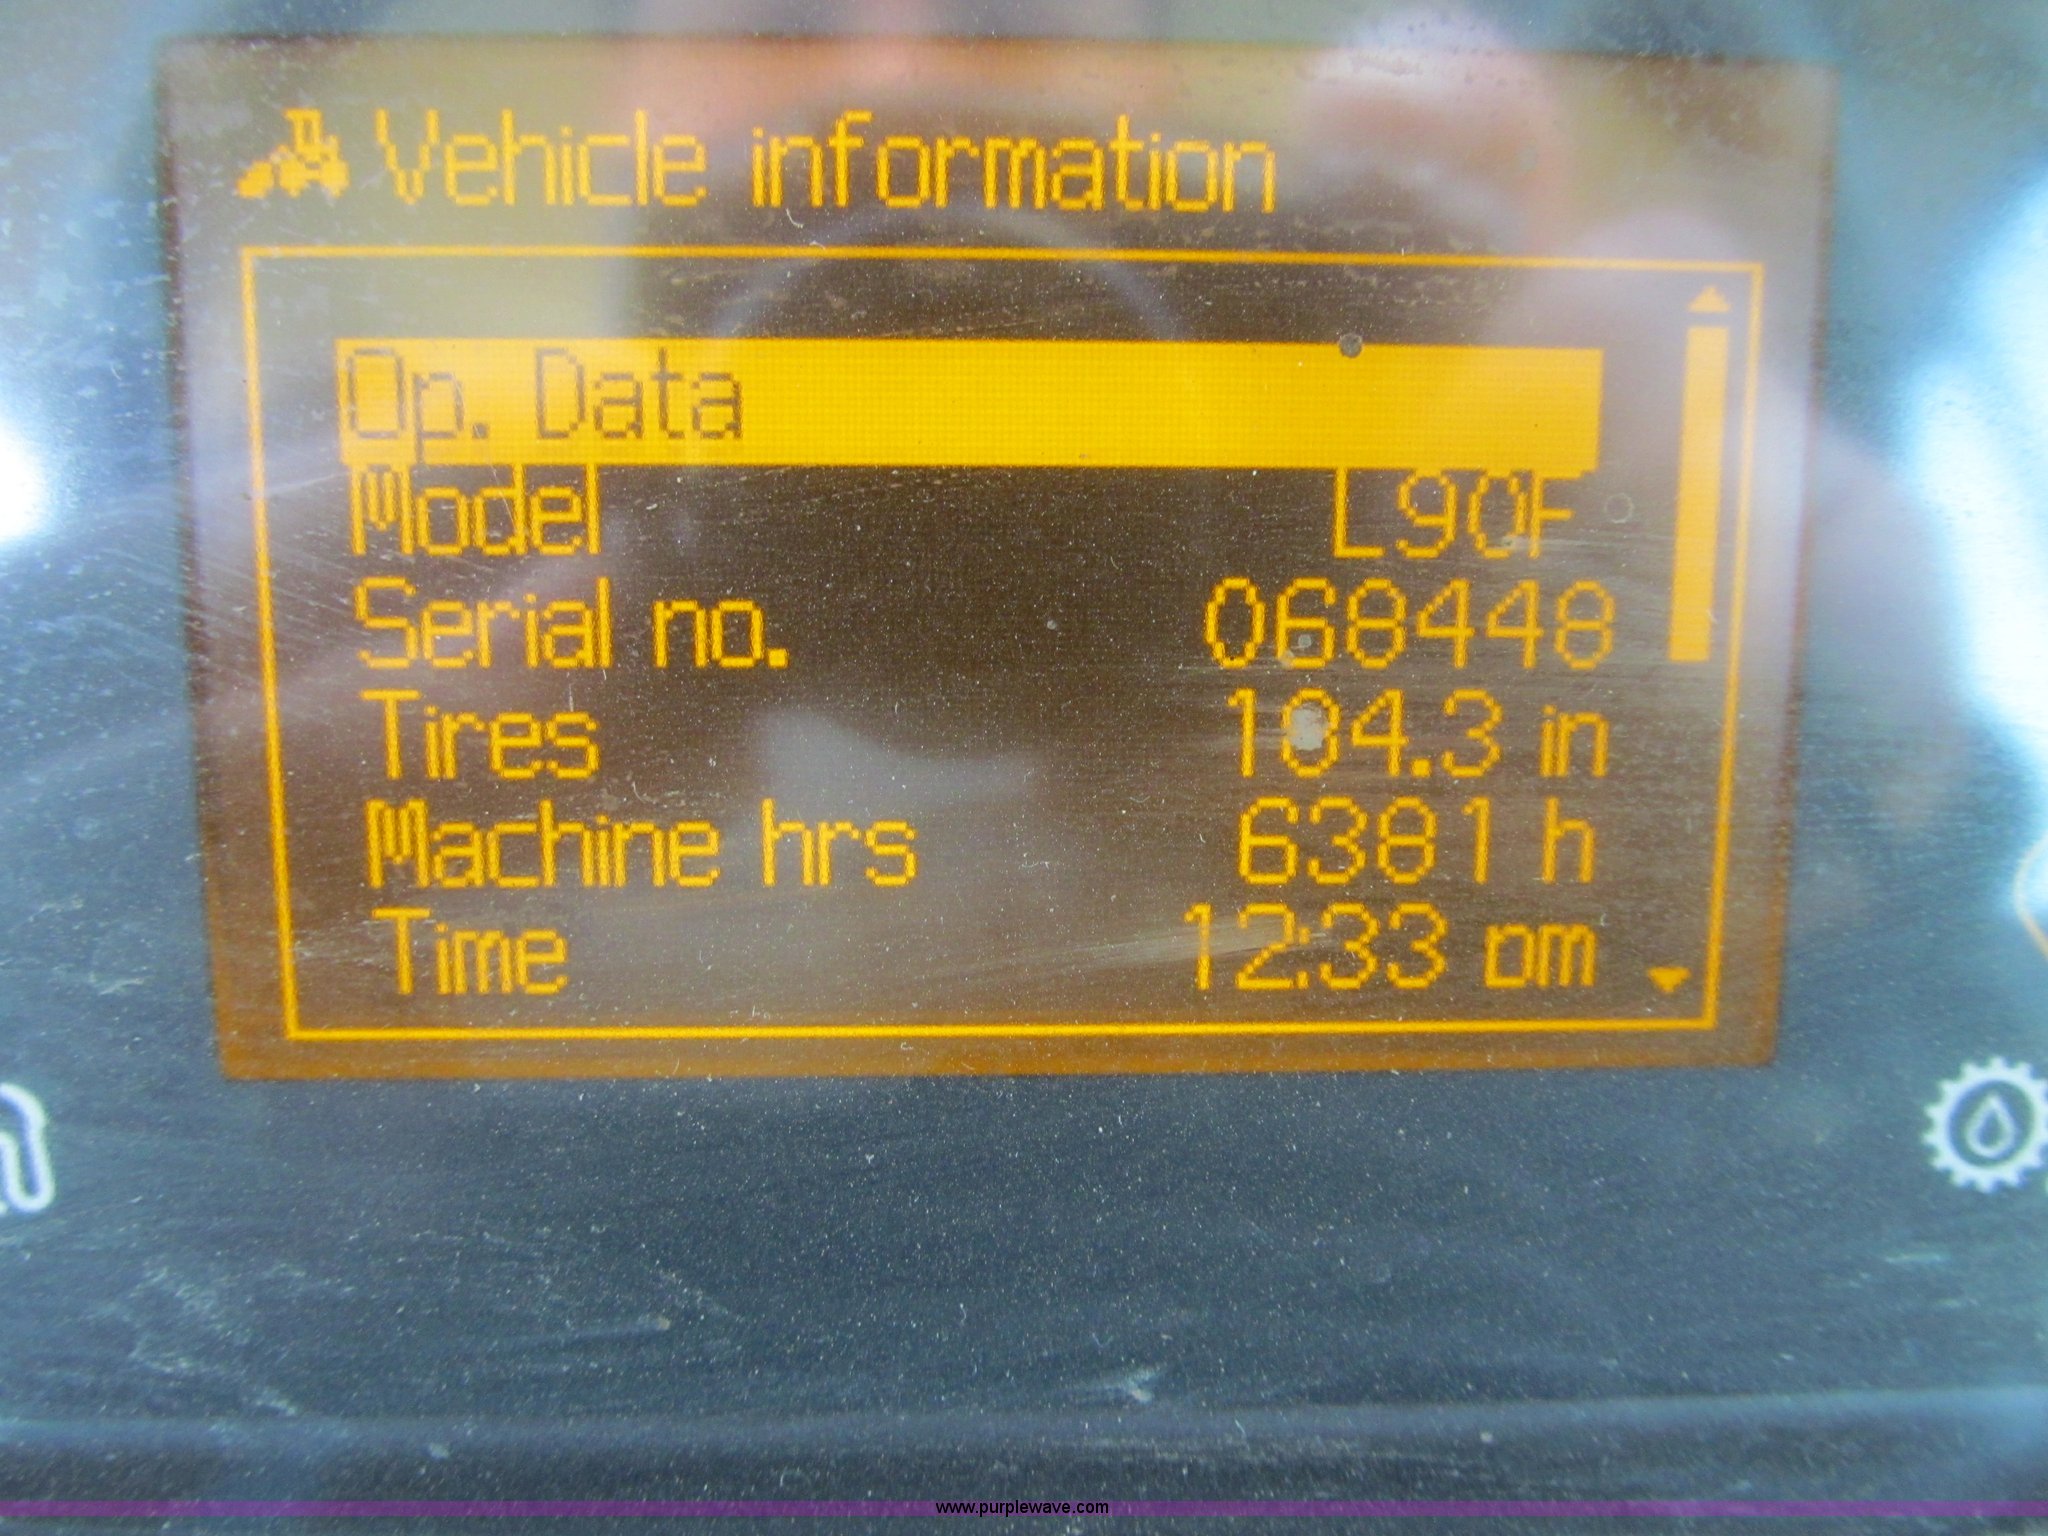 Vehicle information
Op. Data
Model L90F
Serial no. 068448
Tires 104.3 in
Machine hrs 6381 h
Time 12:33 pm
www.purplewave.com